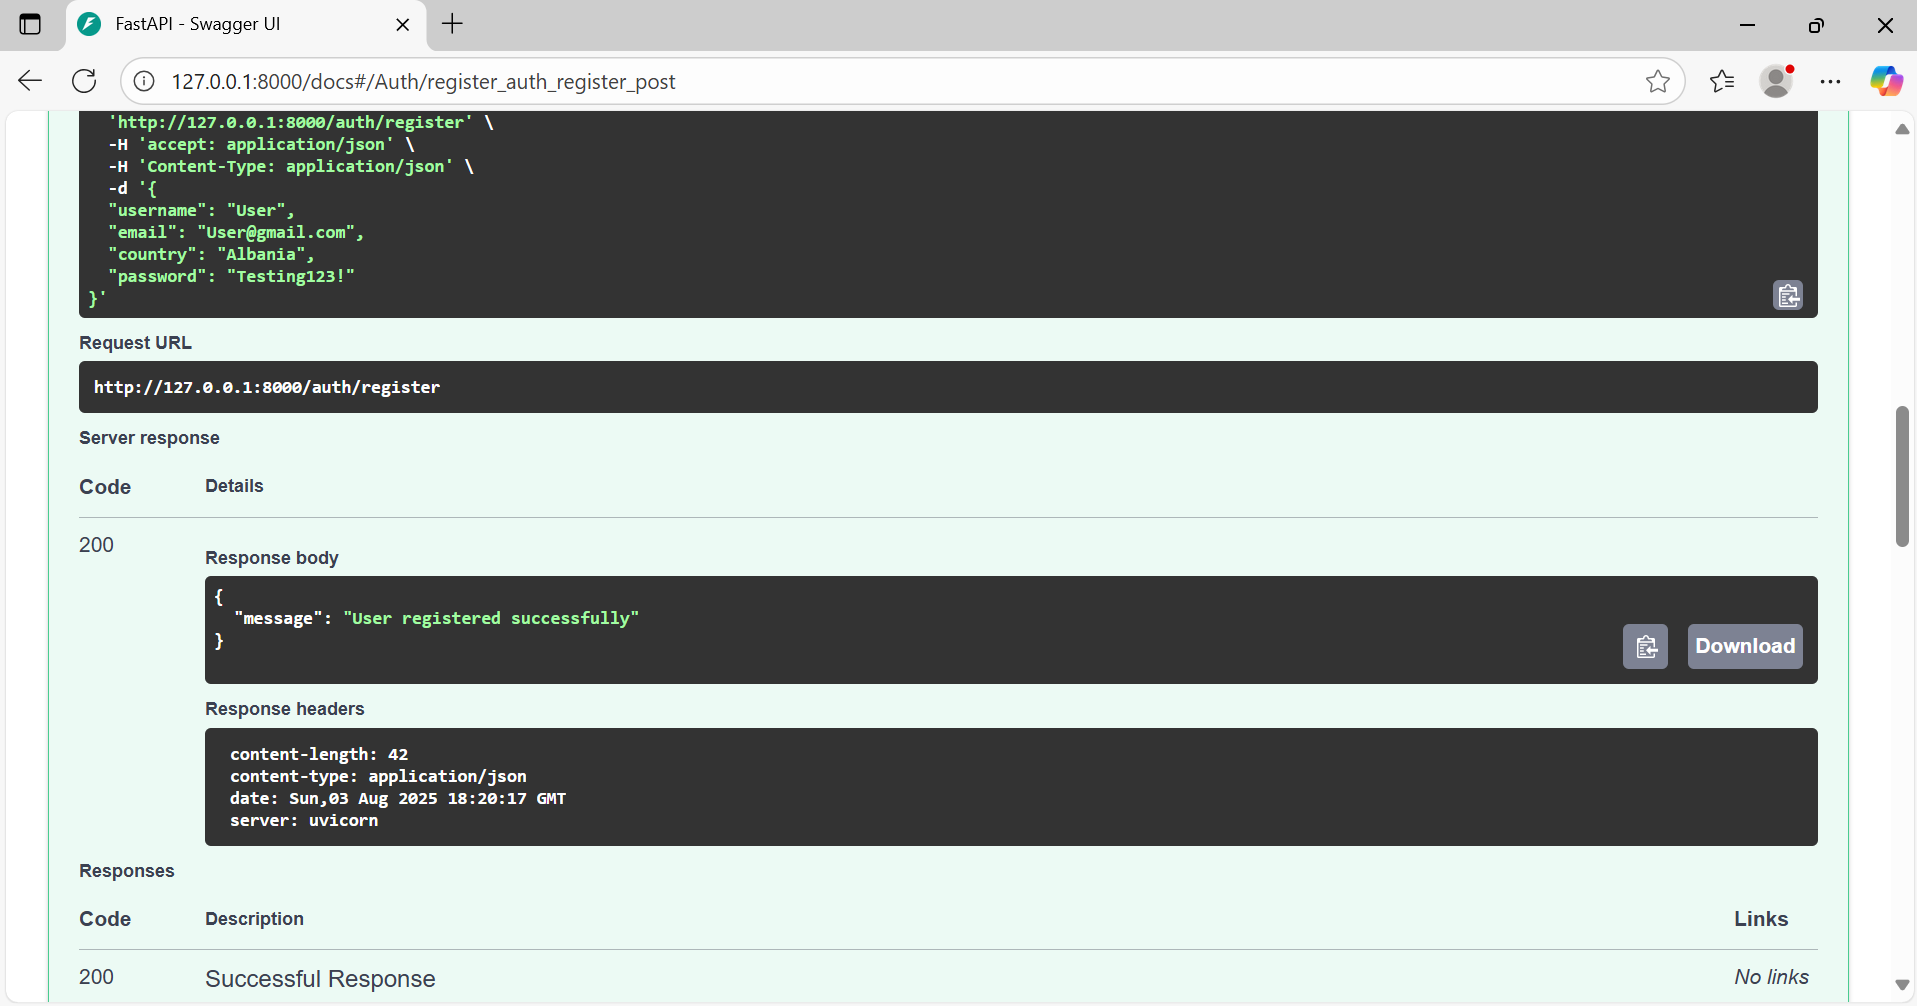 FastAPI - Swagger UI
127.0.0.1:8000/docs#/Auth/register_auth_register_post
'http://127.0.0.1:8000/auth/register' \
-H 'accept: application/json' \
-H 'Content-Type: application/json' \
-d '{
"username": "User",
"email": "User@gmail.com",
"country": "Albania",
"password": "Testing123!"
}'
Request URL
http://127.0.0.1:8000/auth/register
Server response
Code Details
200
Response body
{
"message": "User registered successfully"
}
Download
Response headers
content-length: 42
content-type: application/json
date: Sun,03 Aug 2025 18:20:17 GMT
server: uvicorn
Responses
Code Description Links
200 Successful Response No links